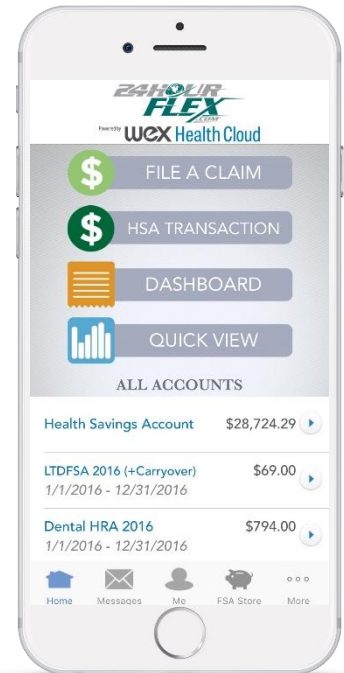 24HOUR
FLEX
.COM
Powered By WEX Health Cloud
FILE A CLAIM
HSA TRANSACTION
DASHBOARD
QUICK VIEW
ALL ACCOUNTS
Health Savings Account $28,724.29
LTDFSA 2016 (+Carryover) $69.00
1/1/2016 - 12/31/2016
Dental HRA 2016 $794.00
1/1/2016 - 12/31/2016
Home Messages Me FSA Store More